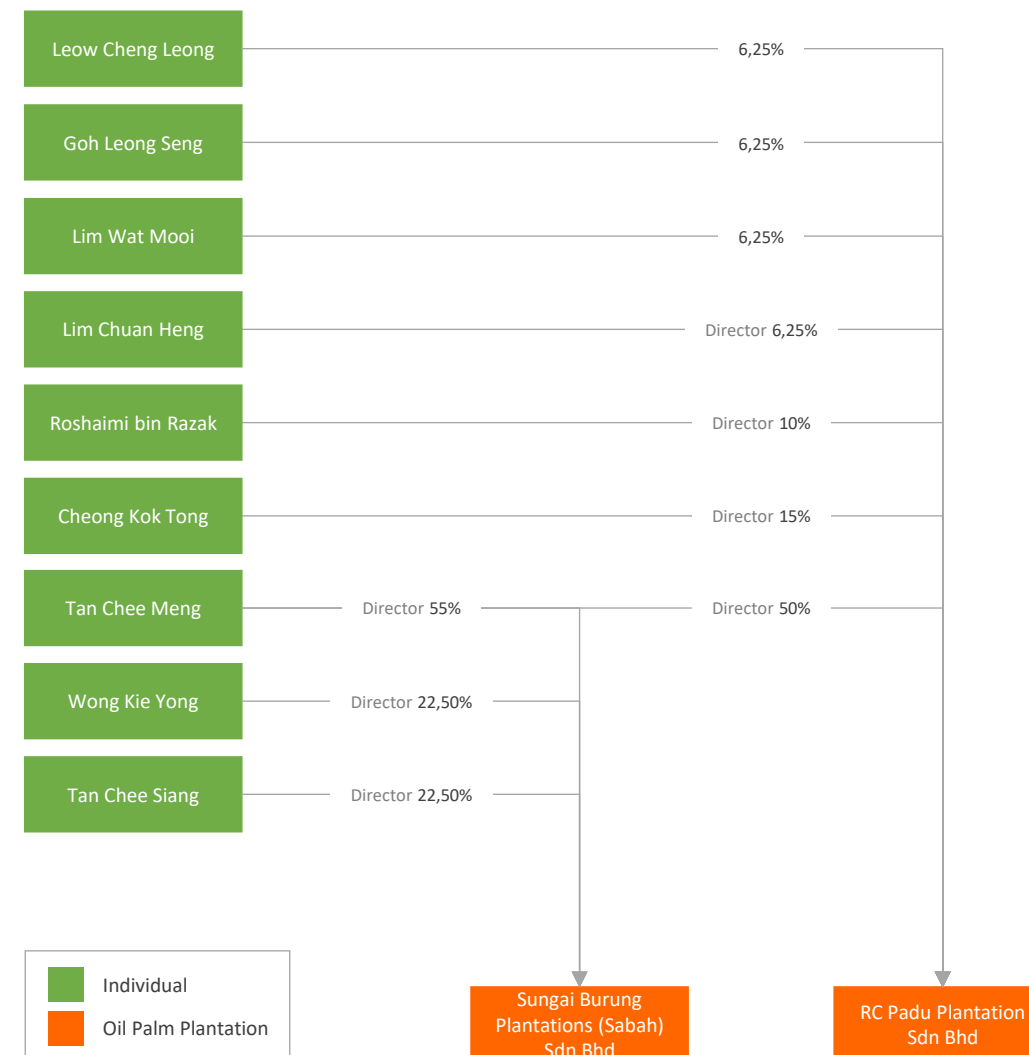 Leow Cheng Leong
6,25%
Goh Leong Seng
6,25%
Lim Wat Mooi
6,25%
Lim Chuan Heng
Director 6,25%
Roshaimi bin Razak
Director 10%
Cheong Kok Tong
Director 15%
Tan Chee Meng
Director 55%
Director 50%
Wong Kie Yong
Director 22,50%
Tan Chee Siang
Director 22,50%
Individual
Oil Palm Plantation
Sungai Burung
Plantations (Sabah)
Sdn Bhd
RC Padu Plantation
Sdn Bhd